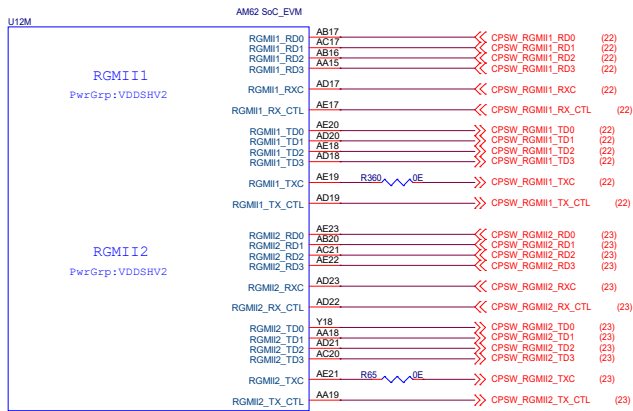 AM62 SoC_EVM
U12M
RGMII1
PwrGrp:VDDSHV2
RGMII1_RD0 AB17 CPSW_RGMII1_RD0 (22)
RGMII1_RD1 AC17 CPSW_RGMII1_RD1 (22)
RGMII1_RD2 AB16 CPSW_RGMII1_RD2 (22)
RGMII1_RD3 AA15 CPSW_RGMII1_RD3 (22)
RGMII1_RXC AD17 CPSW_RGMII1_RXC (22)
RGMII1_RX_CTL AE17 CPSW_RGMII1_RX_CTL (22)
RGMII1_TD0 AE20 CPSW_RGMII1_TD0 (22)
RGMII1_TD1 AD20 CPSW_RGMII1_TD1 (22)
RGMII1_TD2 AE18 CPSW_RGMII1_TD2 (22)
RGMII1_TD3 AD18 CPSW_RGMII1_TD3 (22)
RGMII1_TXC AE19 R360 0E CPSW_RGMII1_TXC (22)
RGMII1_TX_CTL AD19 CPSW_RGMII1_TX_CTL (22)
RGMII2
PwrGrp:VDDSHV2
RGMII2_RD0 AE23 CPSW_RGMII2_RD0 (23)
RGMII2_RD1 AB20 CPSW_RGMII2_RD1 (23)
RGMII2_RD2 AC21 CPSW_RGMII2_RD2 (23)
RGMII2_RD3 AE22 CPSW_RGMII2_RD3 (23)
RGMII2_RXC AD23 CPSW_RGMII2_RXC (23)
RGMII2_RX_CTL AD22 CPSW_RGMII2_RX_CTL (23)
RGMII2_TD0 Y18 CPSW_RGMII2_TD0 (23)
RGMII2_TD1 AA18 CPSW_RGMII2_TD1 (23)
RGMII2_TD2 AD21 CPSW_RGMII2_TD2 (23)
RGMII2_TD3 AC20 CPSW_RGMII2_TD3 (23)
RGMII2_TXC AE21 R65 0E CPSW_RGMII2_TXC (23)
RGMII2_TX_CTL AA19 CPSW_RGMII2_TX_CTL (23)